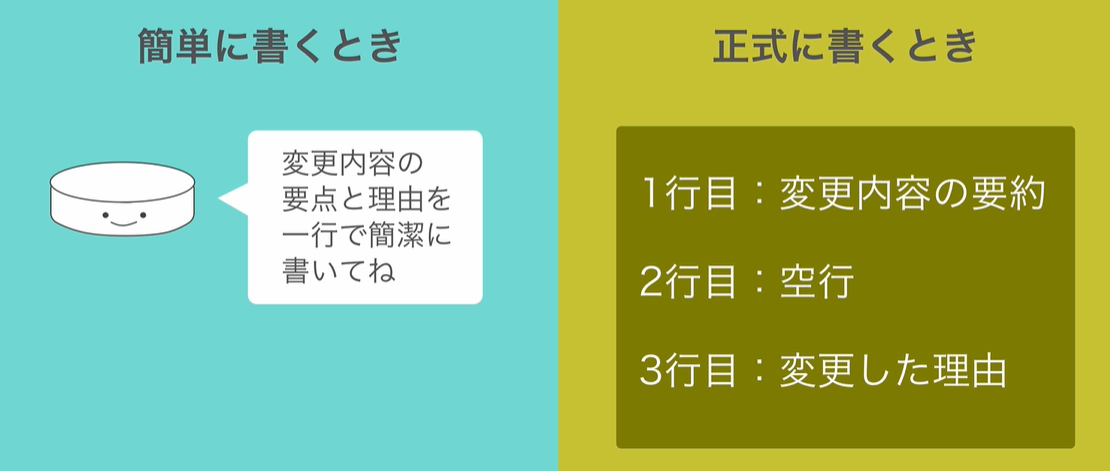 簡単に書くとき
変更内容の
要点と理由を
一行で簡潔に
書いてね
正式に書くとき
1行目：変更内容の要約
2行目：空行
3行目：変更した理由